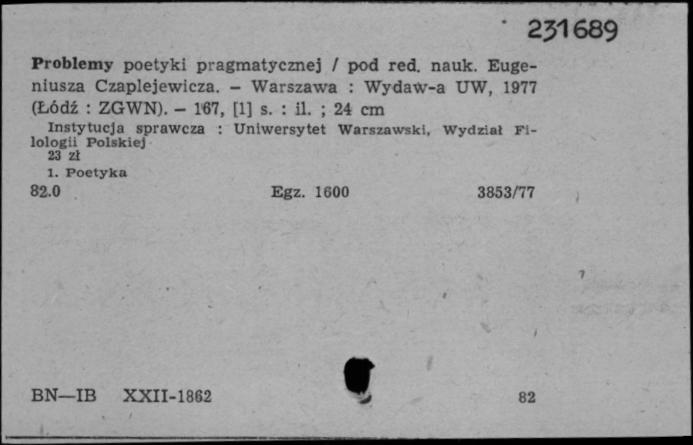 231689
Problemy poetyki pragmatycznej / pod red. nauk. Euge-
niusza Czaplejewicza. – Warszawa : Wydaw-a UW, 1977
(Łódź : ZGWN). – 167, [1] s. : il. ; 24 cm
Instytucja sprawcza : Uniwersytet Warszawski, Wydział Fi-
lologii Polskiej
23 zł
1. Poetyka
82.0 Egz. 1600 3853/77
BN—IB XXII-1862 82